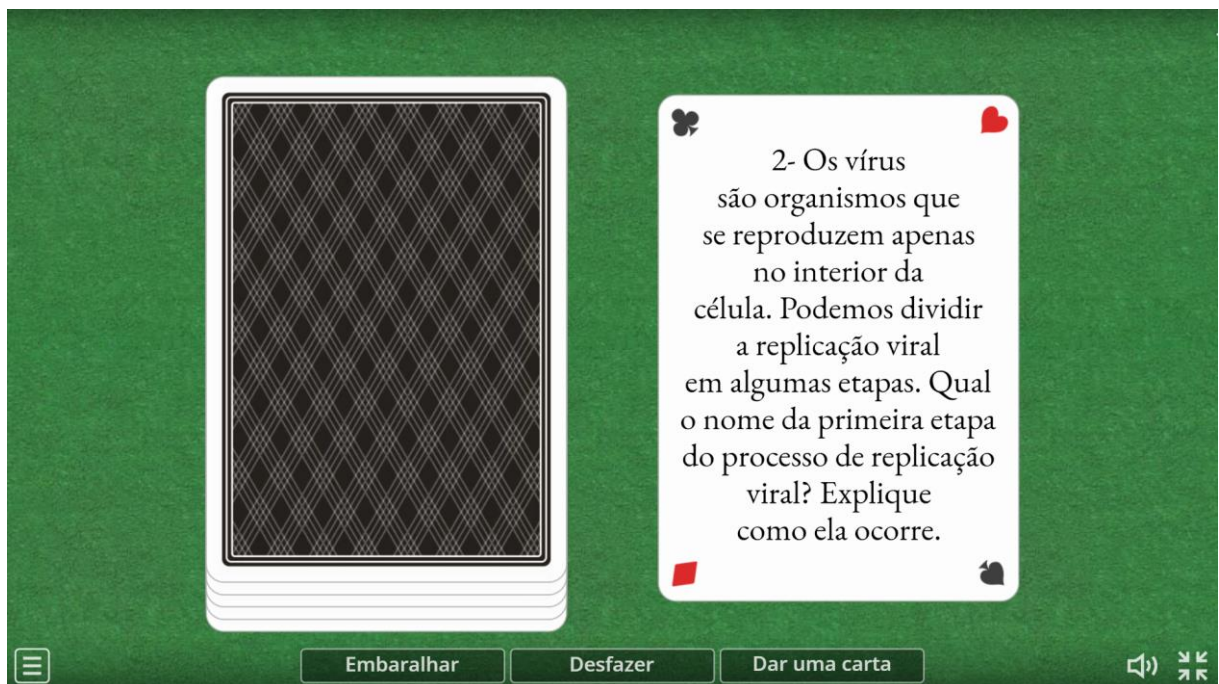 2- Os vírus
são organismos que
se reproduzem apenas
no interior da
célula. Podemos dividir
a replicação viral
em algumas etapas. Qual
o nome da primeira etapa
do processo de replicação
viral? Explique
como ela ocorre.
Embaralhar
Desfazer
Dar uma carta